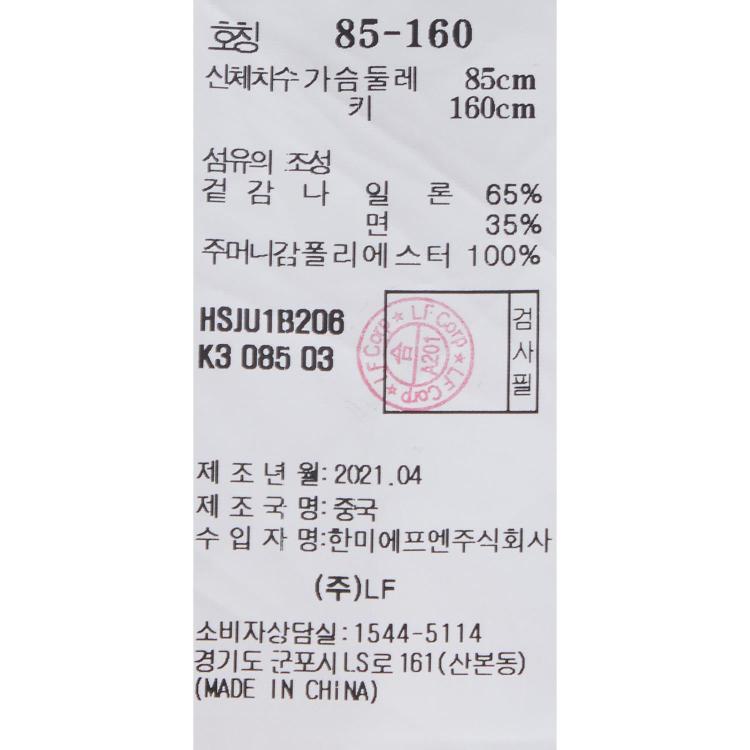 호칭 85-160
신체치수 가슴둘레 85cm
키 160cm
섬유의 조성
겉감 나일론 65%
면 35%
주머니감폴리에스터 100%
HSJU1B206
K3 085 03
LF Corp ★ LF Corp ★ LF Corp ★
合 A201
검사필
제조년월: 2021.04
제조국명: 중국
수입자명:한미에프엔주식회사
(주)LF
소비자상담실:1544-5114
경기도 군포시 LS로 161(산본동)
(MADE IN CHINA)